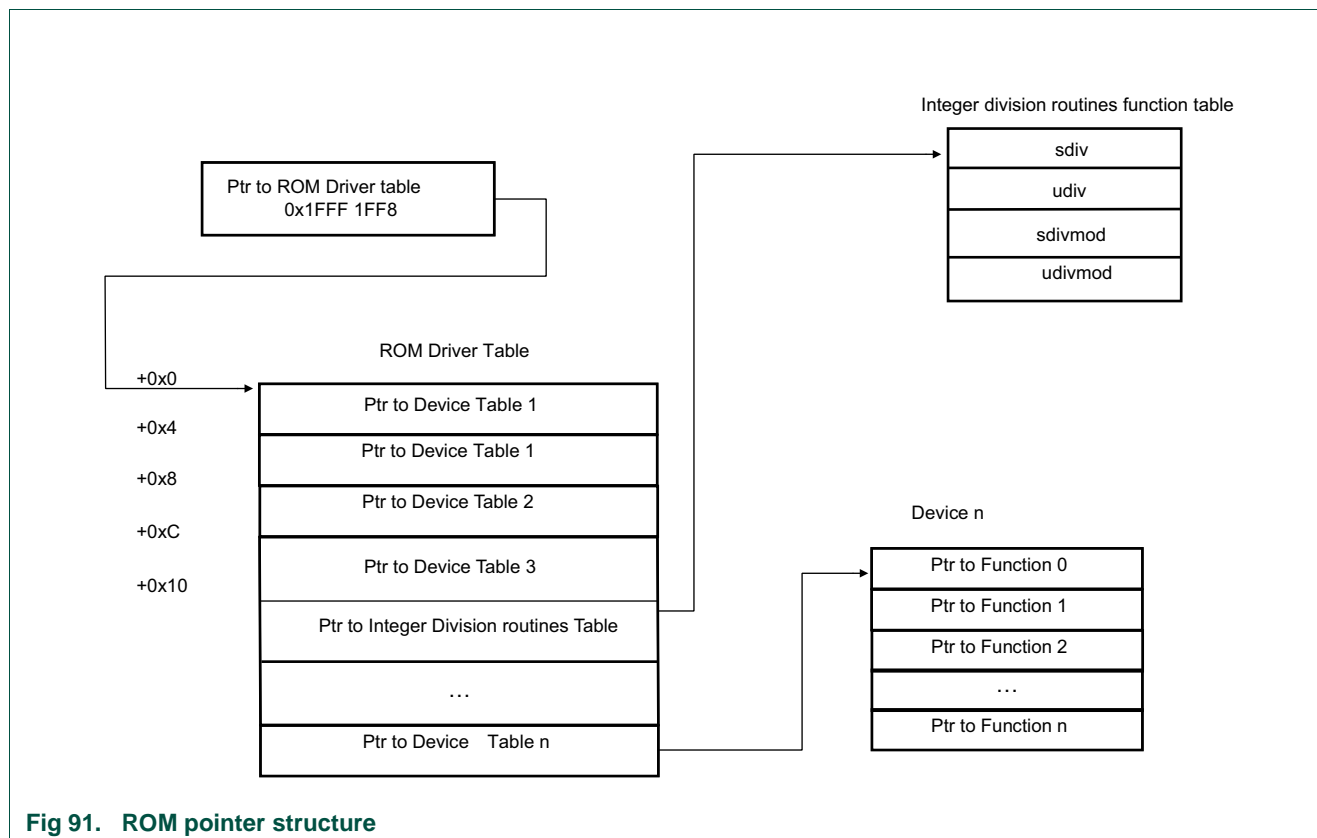 Integer division routines function table
sdiv
udiv
sdivmod
udivmod
Ptr to ROM Driver table
0x1FFF 1FF8
ROM Driver Table
+0x0
+0x4
+0x8
+0xC
+0x10
Ptr to Device Table 1
Ptr to Device Table 1
Ptr to Device Table 2
Ptr to Device Table 3
Ptr to Integer Division routines Table
…
Ptr to Device Table n
Device n
Ptr to Function 0
Ptr to Function 1
Ptr to Function 2
…
Ptr to Function n
Fig 91. ROM pointer structure